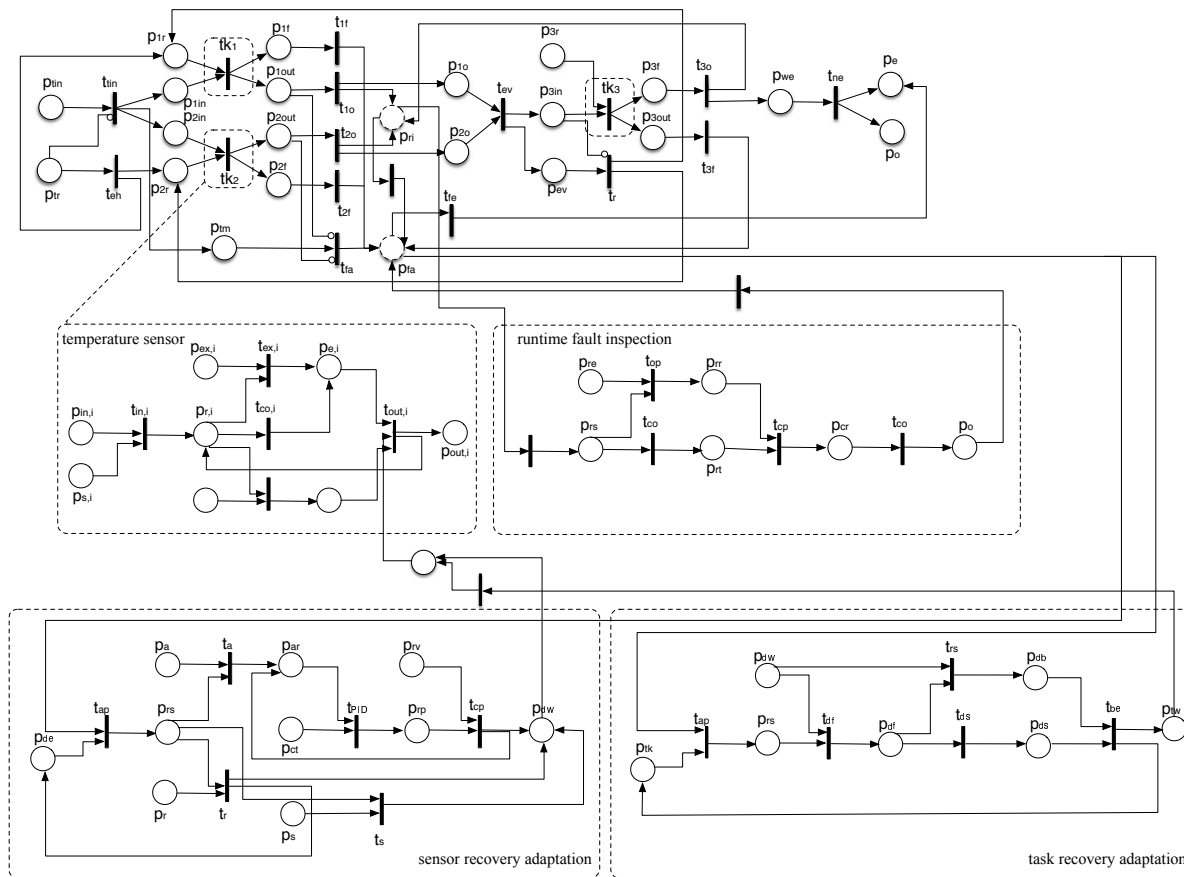 p1r
tk1
p1f
t1f
ptin
tin
p1in
p1out
t1o
p2in
p2out
t2o
pri
ptr
teh
p2r
tk2
p2f
t2f
ptm
tfa
pfa
p1o
p2o
tev
p3in
pev
tfe
p3r
tk3
p3f
p3out
t3o
t3f
tr
pwe
tne
pe
po
temperature sensor
pex,i
tex,i
pe,i
pin,i
tin,i
pr,i
tco,i
tout,i
pout,i
ps,i
runtime fault inspection
pre
top
prr
prs
tco
prt
tcp
pcr
tco
po
pa
ta
par
prv
tap
prs
tPID
prp
tcp
pdw
pde
pct
pr
tr
ps
ts
sensor recovery adaptation
pdw
trs
pdb
tap
prs
tdf
pdf
tds
pds
tbe
ptw
ptk
task recovery adaptation